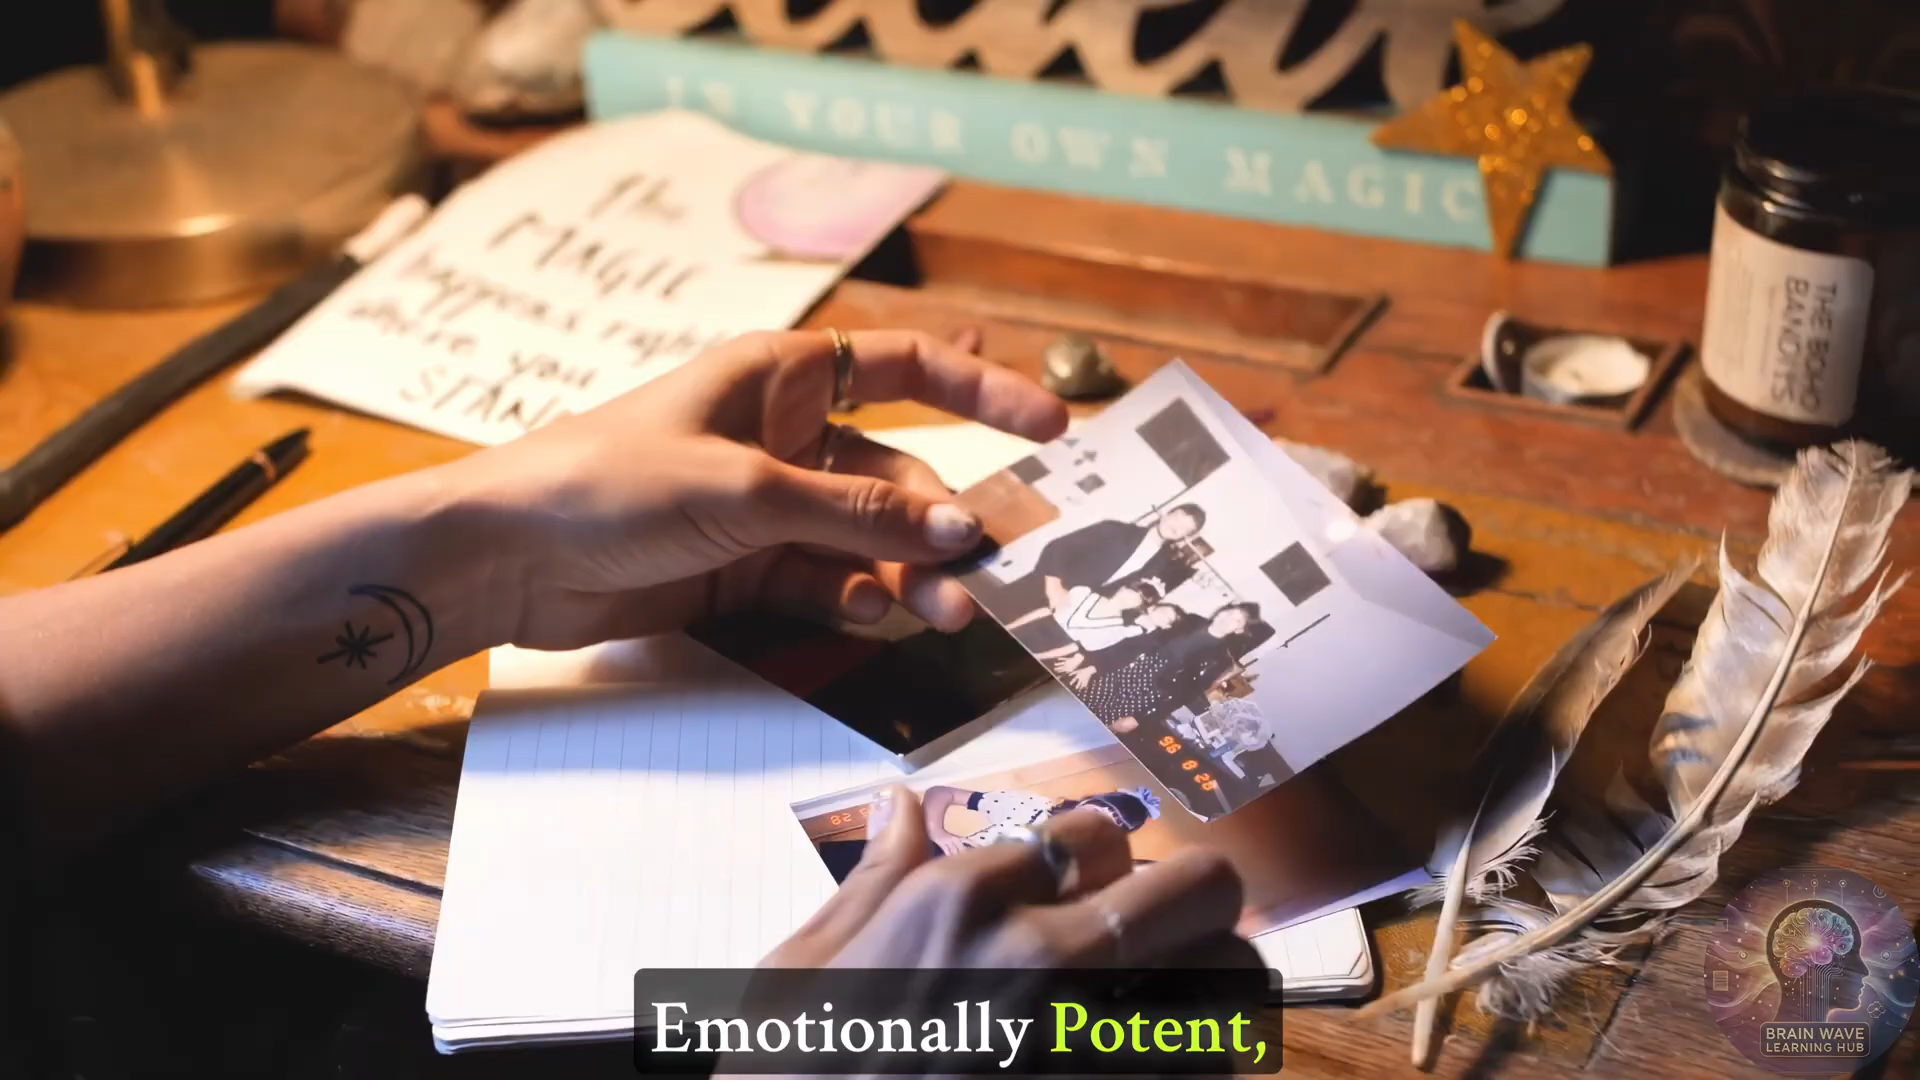 IN YOUR OWN MAGIC
the
MAGIC
happens right
where you
STAND
THE BOHO
BANDITS
96 8 28
Emotionally Potent,
BRAIN WAVE
LEARNING HUB